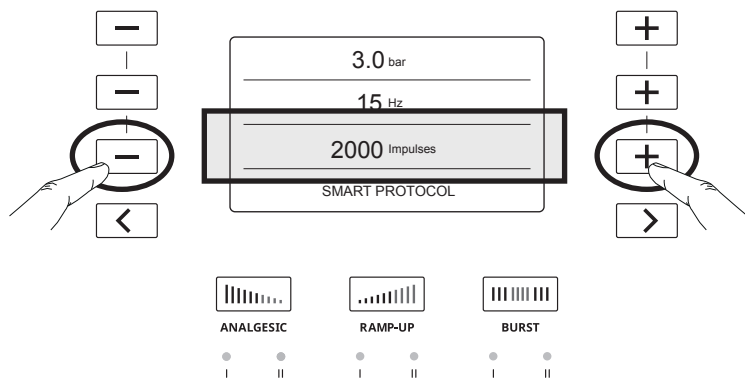 3.0 bar
15 Hz
2000 Impulses
SMART PROTOCOL
ANALGESIC RAMP-UP BURST
I II I II I II